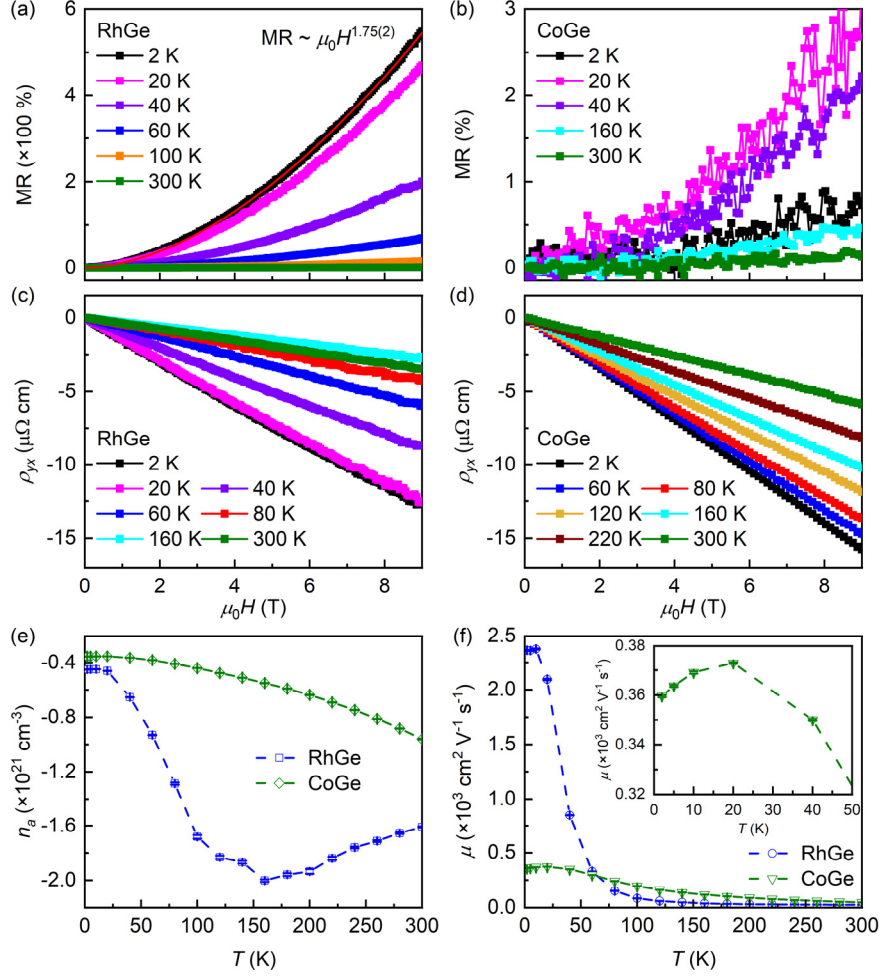 (a)
RhGe
MR ~ μ0H1.75(2)
2 K
20 K
40 K
60 K
100 K
300 K
MR (×100 %)
6
4
2
0
(b)
CoGe
2 K
20 K
40 K
160 K
300 K
MR (%)
3
2
1
0
(c)
RhGe
2 K
20 K 40 K
60 K 80 K
160 K 300 K
ρyx (μΩ cm)
0
-5
-10
-15
0 2 4 6 8
μ0H (T)
(d)
CoGe
2 K
60 K 80 K
120 K 160 K
220 K 300 K
ρyx (μΩ cm)
0
-5
-10
-15
0 2 4 6 8
μ0H (T)
(e)
RhGe
CoGe
na (×10²¹ cm⁻³)
-0.4
-0.8
-1.2
-1.6
-2.0
0 50 100 150 200 250 300
T (K)
(f)
μ (×10³ cm² V⁻¹ s⁻¹)
2.5
2.0
1.5
1.0
0.5
0.0
0 50 100 150 200 250 300
T (K)
μ (×10³ cm² V⁻¹ s⁻¹)
0.38
0.36
0.34
0.32
0 10 20 30 40 50
T (K)
RhGe
CoGe